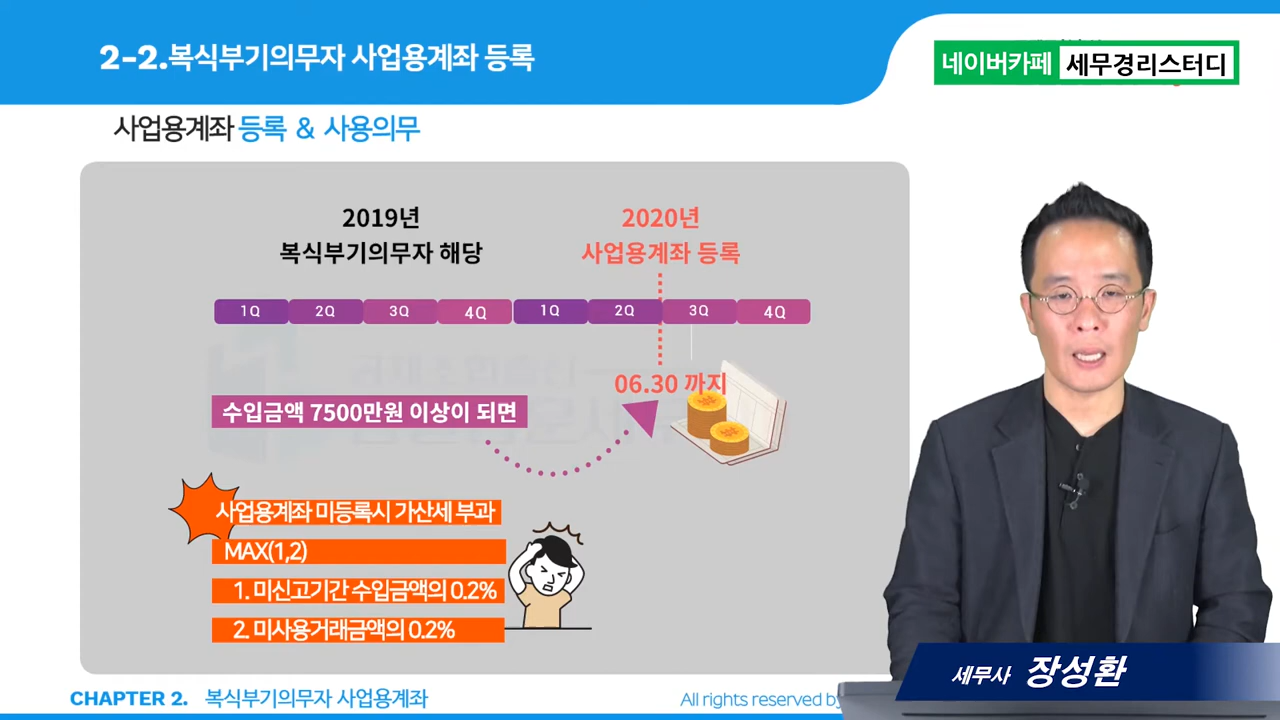 2-2.복식부기의무자 사업용계좌 등록
네이버카페 세무경리스터디
사업용계좌 등록 & 사용의무
2019년
복식부기의무자 해당
2020년
사업용계좌 등록
1Q 2Q 3Q 4Q 1Q 2Q 3Q 4Q
06.30 까지
수입금액 7500만원 이상이 되면
사업용계좌 미등록시 가산세 부과
MAX(1,2)
1. 미신고기간 수입금액의 0.2%
2. 미사용거래금액의 0.2%
세무사 장성환
CHAPTER 2. 복식부기의무자 사업용계좌
All rights reserved by